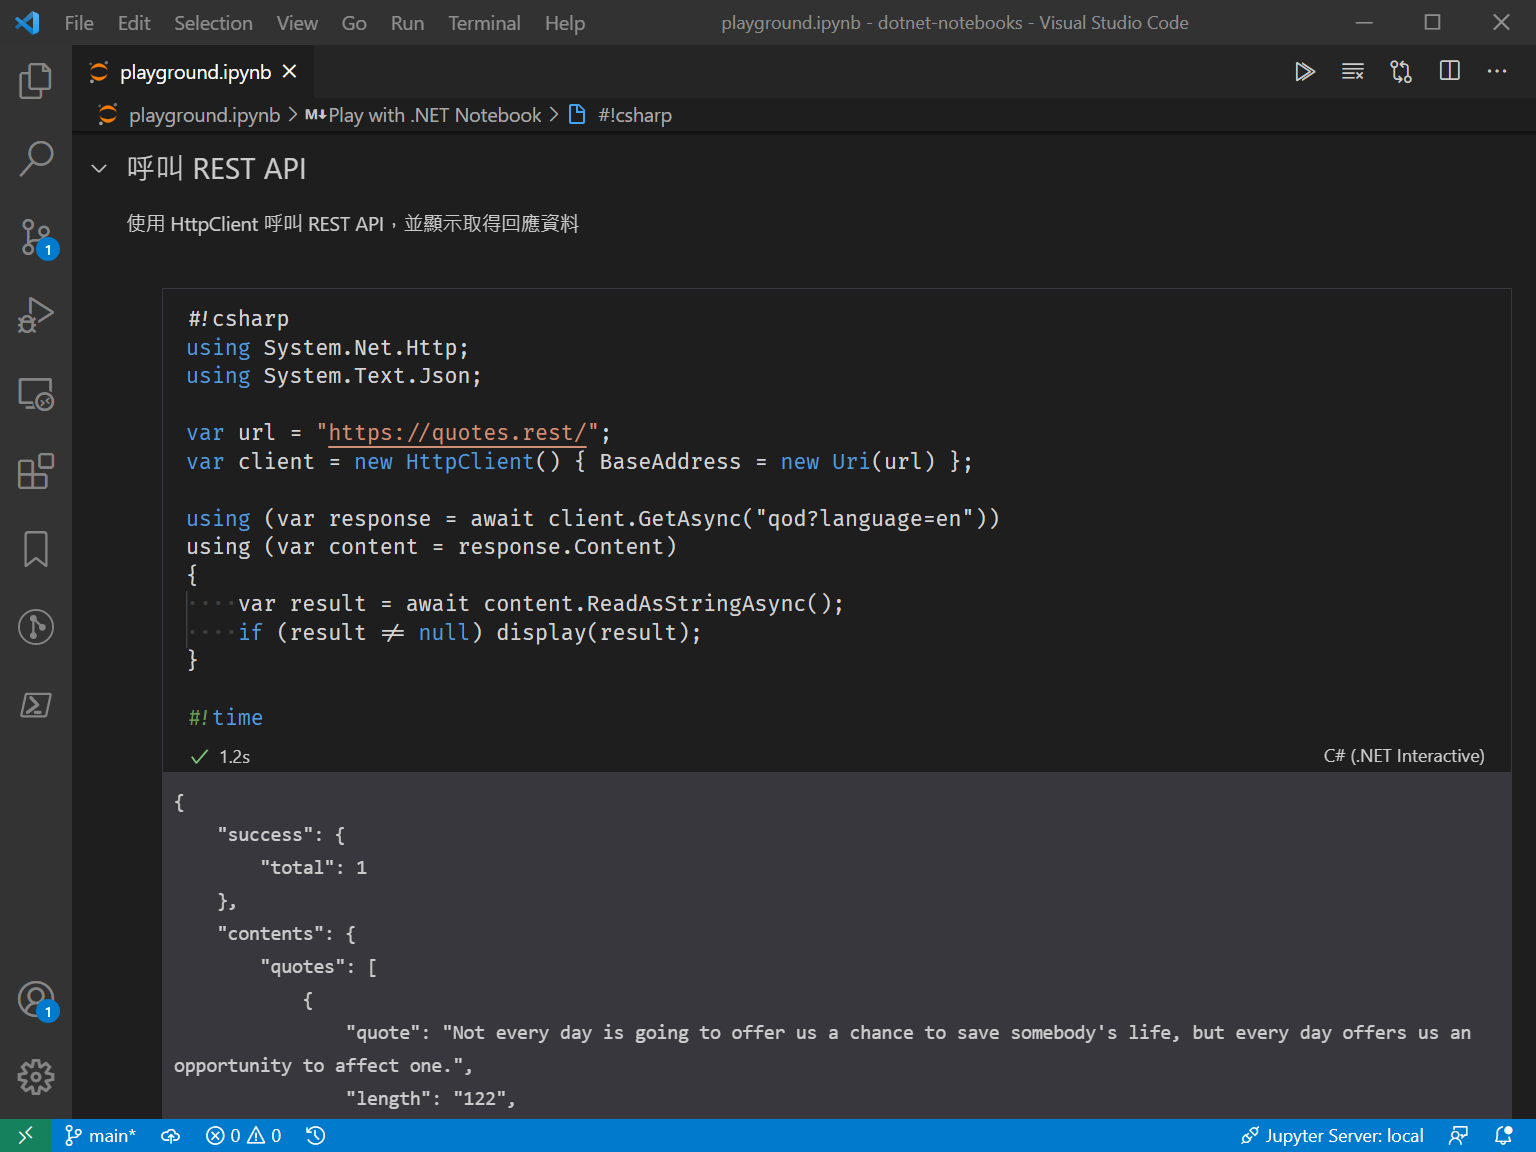 File Edit Selection View Go Run Terminal Help playground.ipynb - dotnet-notebooks - Visual Studio Code
playground.ipynb
playground.ipynb > M↓Play with .NET Notebook > #!csharp
呼叫 REST API
使用 HttpClient 呼叫 REST API，並顯示取得回應資料
#!csharp
using System.Net.Http;
using System.Text.Json;
var url = "https://quotes.rest/";
var client = new HttpClient() { BaseAddress = new Uri(url) };
using (var response = await client.GetAsync("qod?language=en"))
using (var content = response.Content)
{
····var result = await content.ReadAsStringAsync();
····if (result ≠ null) display(result);
}
#!time
1.2s C# (.NET Interactive)
{
"success": {
"total": 1
},
"contents": {
"quotes": [
{
"quote": "Not every day is going to offer us a chance to save somebody's life, but every day offers us an
opportunity to affect one.",
"length": "122",
1
1
main* 0 0 Jupyter Server: local